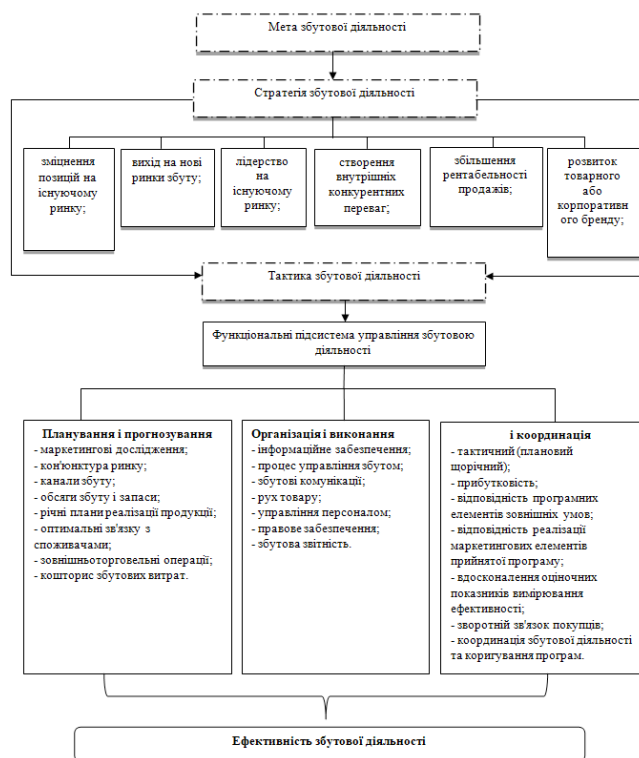 Мета збутової діяльності
Стратегія збутової діяльності
зміцнення
позицій на
існуючому
ринку;
вихід на нові
ринки збуту;
лідерство
на
існуючому
ринку;
створення
внутрішніх
конкурентних
переваг;
збільшення
рентабельності
продажів;
розвиток
товарного
або
корпоративн
ого бренду;
Тактика збутової діяльності
Функціональні підсистема управління збутовою
діяльності
Планування і прогнозування
- маркетингові дослідження;
- кон'юнктура ринку;
- канали збуту;
- обсяги збуту і запаси;
- річні плани реалізації продукції;
- оптимальні зв'язку з
споживачами;
- зовнішньоторговельні операції;
- кошторис збутових витрат.
Організація і виконання
- інформаційне забезпечення;
- процес управління збутом;
- збутові комунікації;
- рух товару;
- управління персоналом;
- правове забезпечення;
- збутова звітність.
і координація
- тактичний (плановий
щорічний);
- прибутковість;
- відповідність програмних
елементів зовнішніх умов;
- відповідність реалізації
маркетингових елементів
прийнятої програму;
- вдосконалення оціночних
показників вимірювання
ефективності;
- зворотній зв'язок покупців;
- координація збутової діяльності
та коригування програм.
Ефективність збутової діяльності